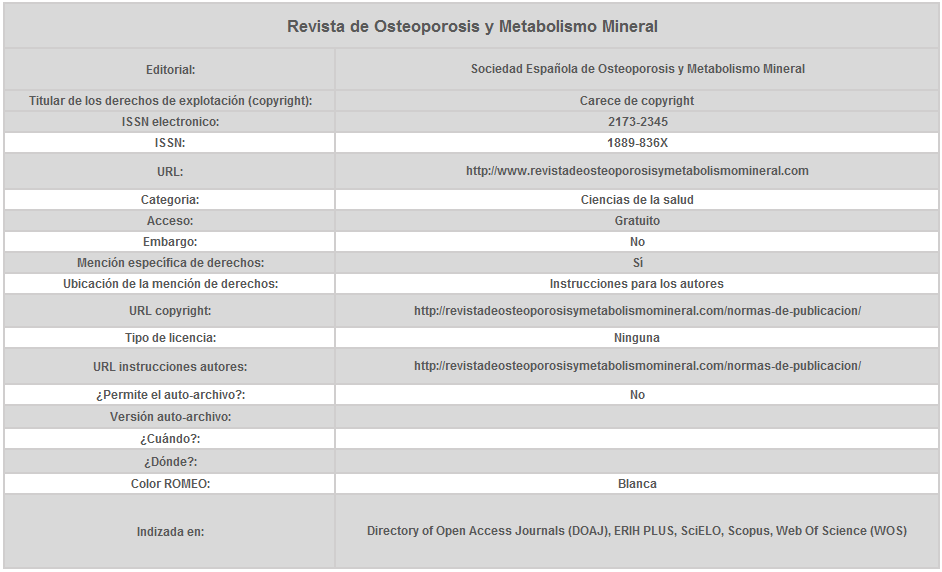 Revista de Osteoporosis y Metabolismo Mineral
Editorial: Sociedad Española de Osteoporosis y Metabolismo Mineral
Titular de los derechos de explotación (copyright): Carece de copyright
ISSN electronico: 2173-2345
ISSN: 1889-836X
URL: http://www.revistadeosteoporosisymetabolismomineral.com
Categoria: Ciencias de la salud
Acceso: Gratuito
Embargo: No
Mención específica de derechos: Si
Ubicación de la mención de derechos: Instrucciones para los autores
URL copyright: http://revistadeosteoporosisymetabolismomineral.com/normas-de-publicacion/
Tipo de licencia: Ninguna
URL instrucciones autores: http://revistadeosteoporosisymetabolismomineral.com/normas-de-publicacion/
¿Permite el auto-archivo?: No
Versión auto-archivo:
¿Cuándo?:
¿Dónde?:
Color ROMEO: Blanca
Indizada en: Directory of Open Access Journals (DOAJ), ERIH PLUS, SciELO, Scopus, Web Of Science (WOS)